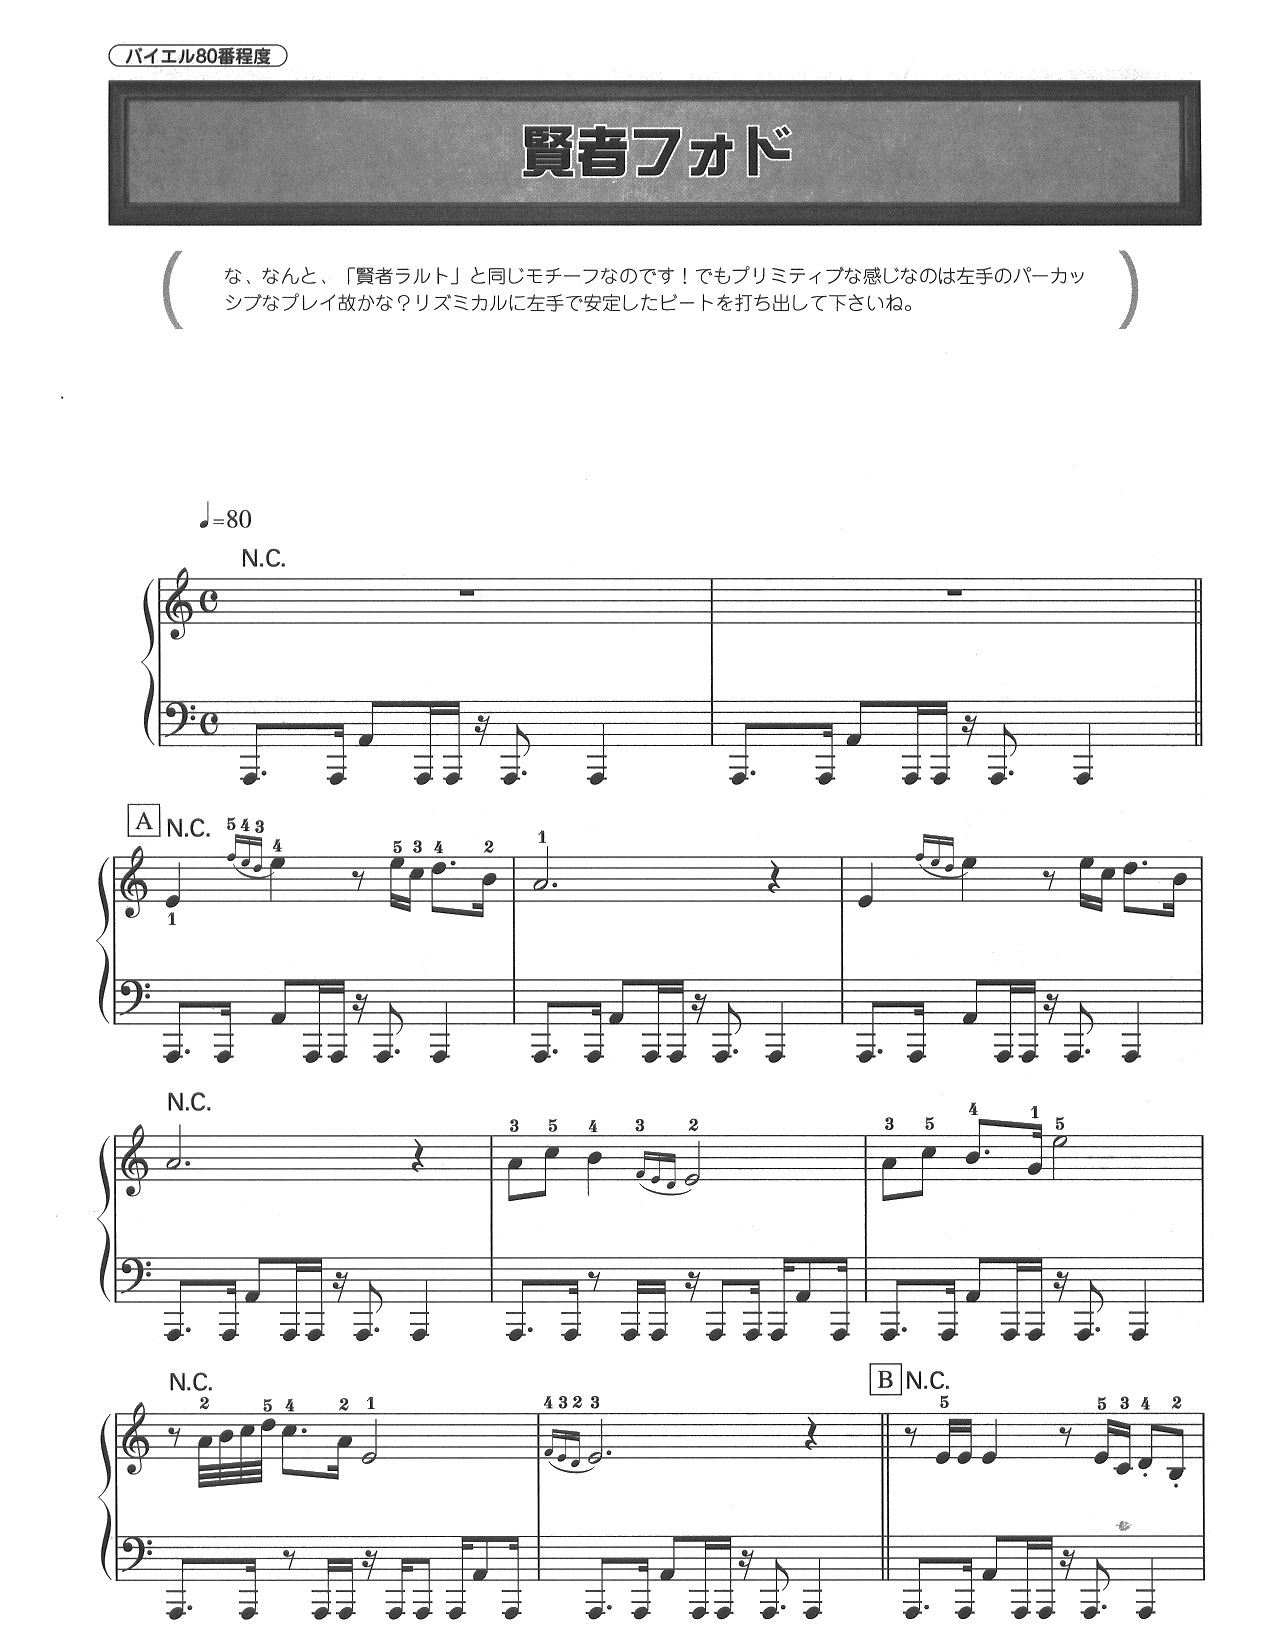 バイエル80番程度
賢者フォド
な、なんと、「賢者ラルト」と同じモチーフなのです！でもプリミティブな感じなのは左手のパーカッ
シブなプレイ故かな？リズミカルに左手で安定したビートを打ち出して下さいね。
♩=80
N.C.
A N.C. 5 4 3 4 5 3 4 2 1
1
N.C. 3 5 4 3 2 3 5 4 1 5
N.C. 2 5 4 2 1 4 3 2 3 B N.C. 5 5 3 4 2